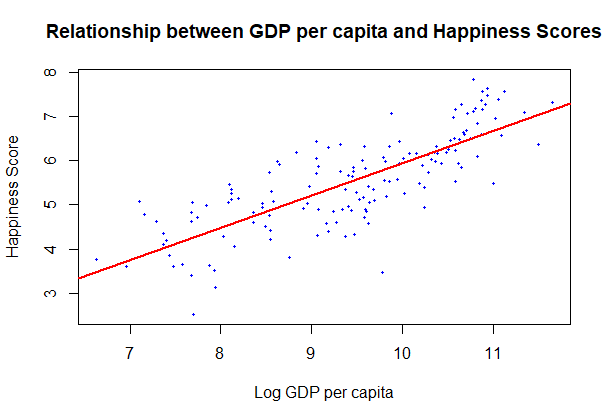 Relationship between GDP per capita and Happiness Scores
Happiness Score
8
7
6
5
4
3
7 8 9 10 11
Log GDP per capita